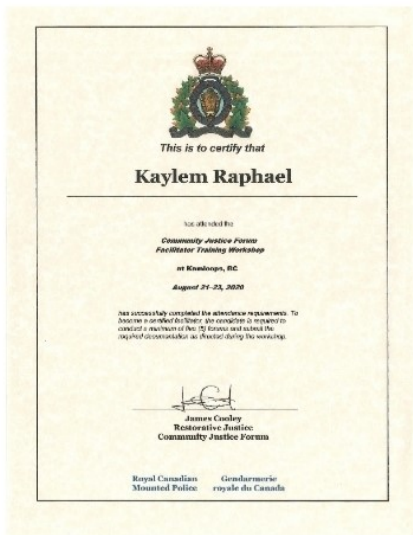 This is to certify that
Kaylem Raphael
has attended the
Community Justice Forum
Facilitator Training Workshop
at Kamloops, BC
August 21-23, 2020
has successfully completed the attendance requirements. To
become a certified facilitator, the candidate is required to
conduct a minimum of five (5) forums and submit the
required documentation as directed during the workshop.
James Cooley
Restorative Justice
Community Justice Forum
Royal Canadian Gendarmerie
Mounted Police royale du Canada